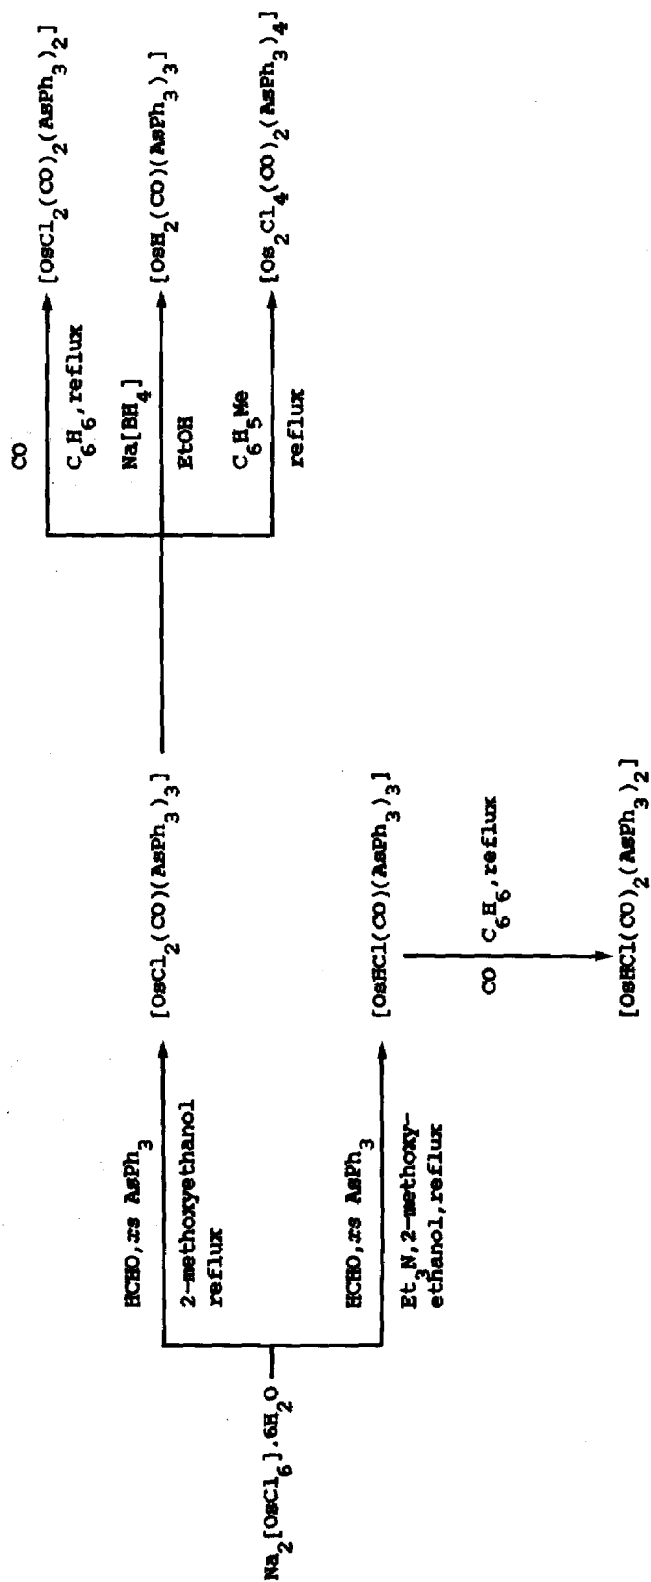 Na2[OsCl6].6H2O
HCHO,xs AsPh3
2-methoxyethanol
reflux
[OsCl2(CO)(AsPh3)3]
CO
C6H6,reflux
[OsCl2(CO)2(AsPh3)2]
Na[BH4]
EtOH
[OsH2(CO)(AsPh3)3]
C6H5Me
reflux
[Os2Cl4(CO)2(AsPh3)4]
HCHO,xs AsPh3
Et3N,2-methoxy-
ethanol,reflux
[OsHCl(CO)(AsPh3)3]
CO C6H6,reflux
[OsHCl(CO)2(AsPh3)2]